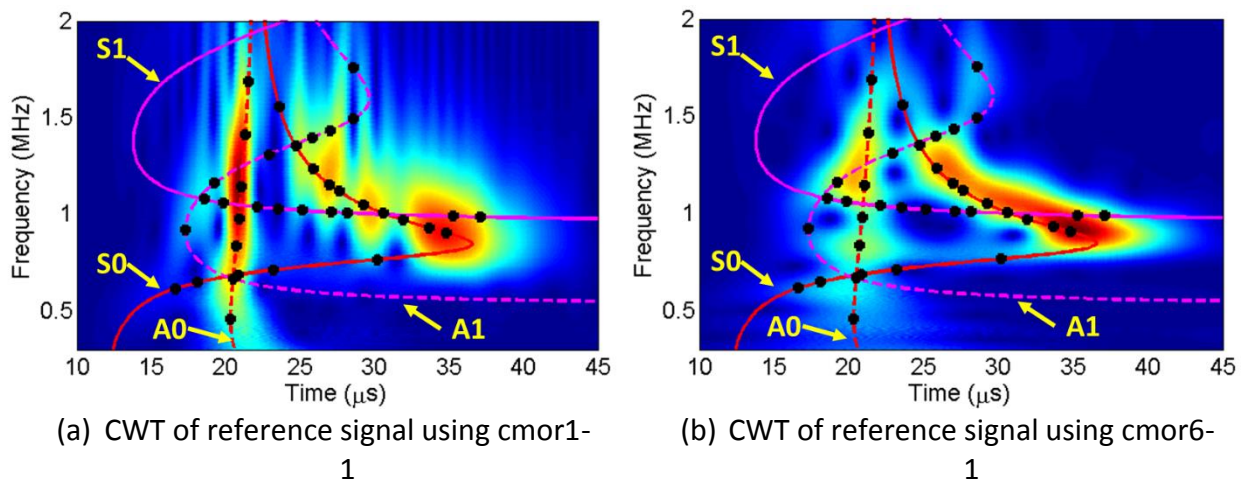 2
1.5
1
0.5
Frequency (MHz)
S1
S0
A0
A1
10 15 20 25 30 35 40 45
Time (μs)
(a) CWT of reference signal using cmor1-
1
2
1.5
1
0.5
Frequency (MHz)
S1
S0
A0
A1
10 15 20 25 30 35 40 45
Time (μs)
(b) CWT of reference signal using cmor6-
1